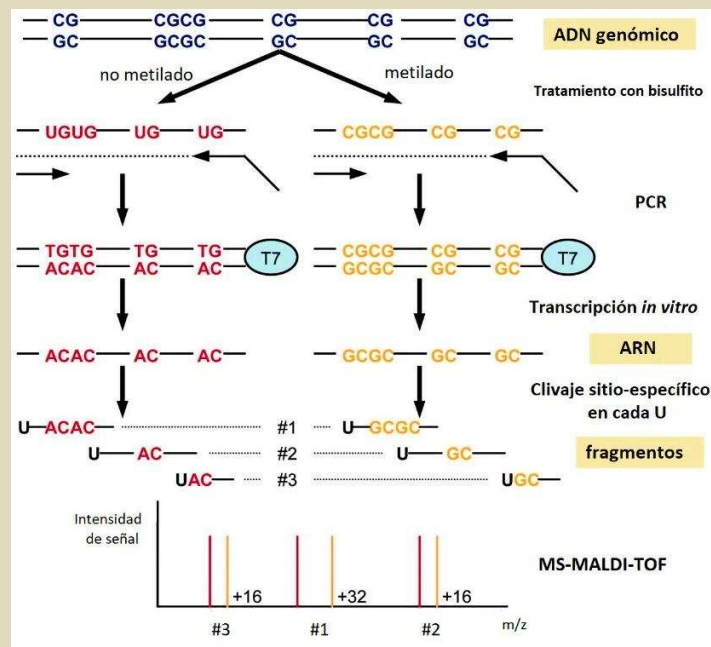 CG CGCG CG CG CG
GC GCGC GC GC GC
ADN genómico
no metilado
metilado
Tratamiento con bisulfito
UGUG UG UG
CGCG CG CG
PCR
TGTG TG TG
ACAC AC AC
T7
CGCG CG CG
GCGC GC GC
T7
Transcripción in vitro
ACAC AC AC
GCGC GC GC
ARN
Clivaje sitio-específico
en cada U
U ACAC #1 U GCGC
U AC #2 U GC
fragmentos
UAC #3 UGC
Intensidad
de señal
MS-MALDI-TOF
+16 +32 +16
#3 #1 #2 m/z